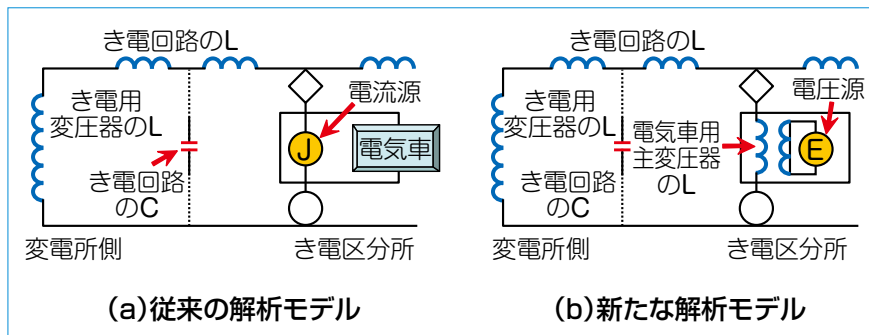 き電回路のL
き電用
変圧器のL
電流源
J
電気車
き電回路
のC
変電所側
き電区分所
(a)従来の解析モデル
き電回路のL
き電用
変圧器のL
電圧源
電気車用
主変圧器
のL
E
き電回路
のC
変電所側
き電区分所
(b)新たな解析モデル